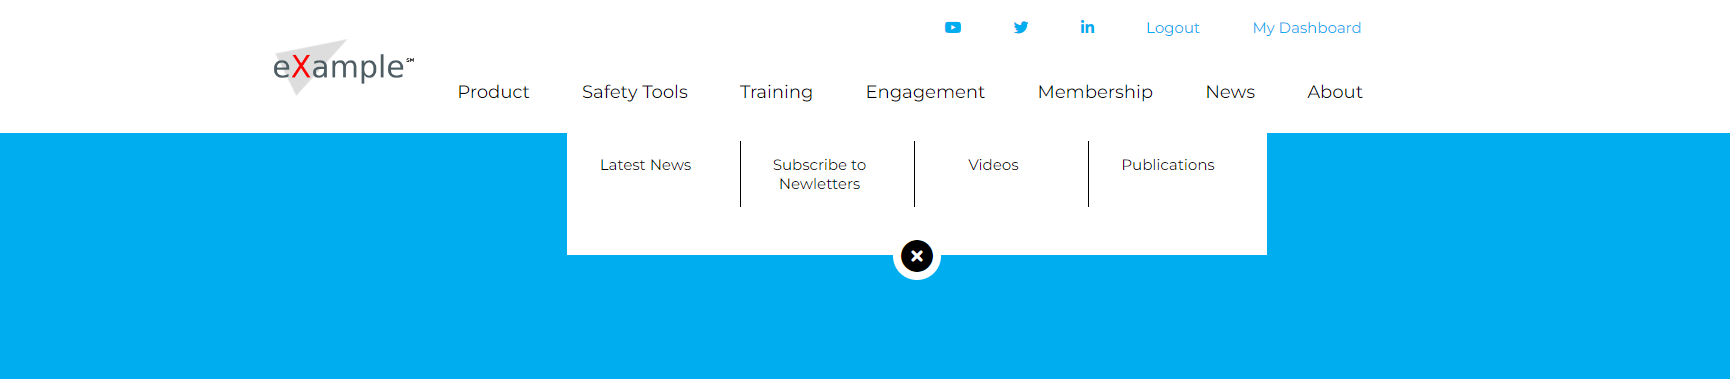 Logout My Dashboard
eXample℠
Product Safety Tools Training Engagement Membership News About
Latest News Subscribe to Newletters Videos Publications